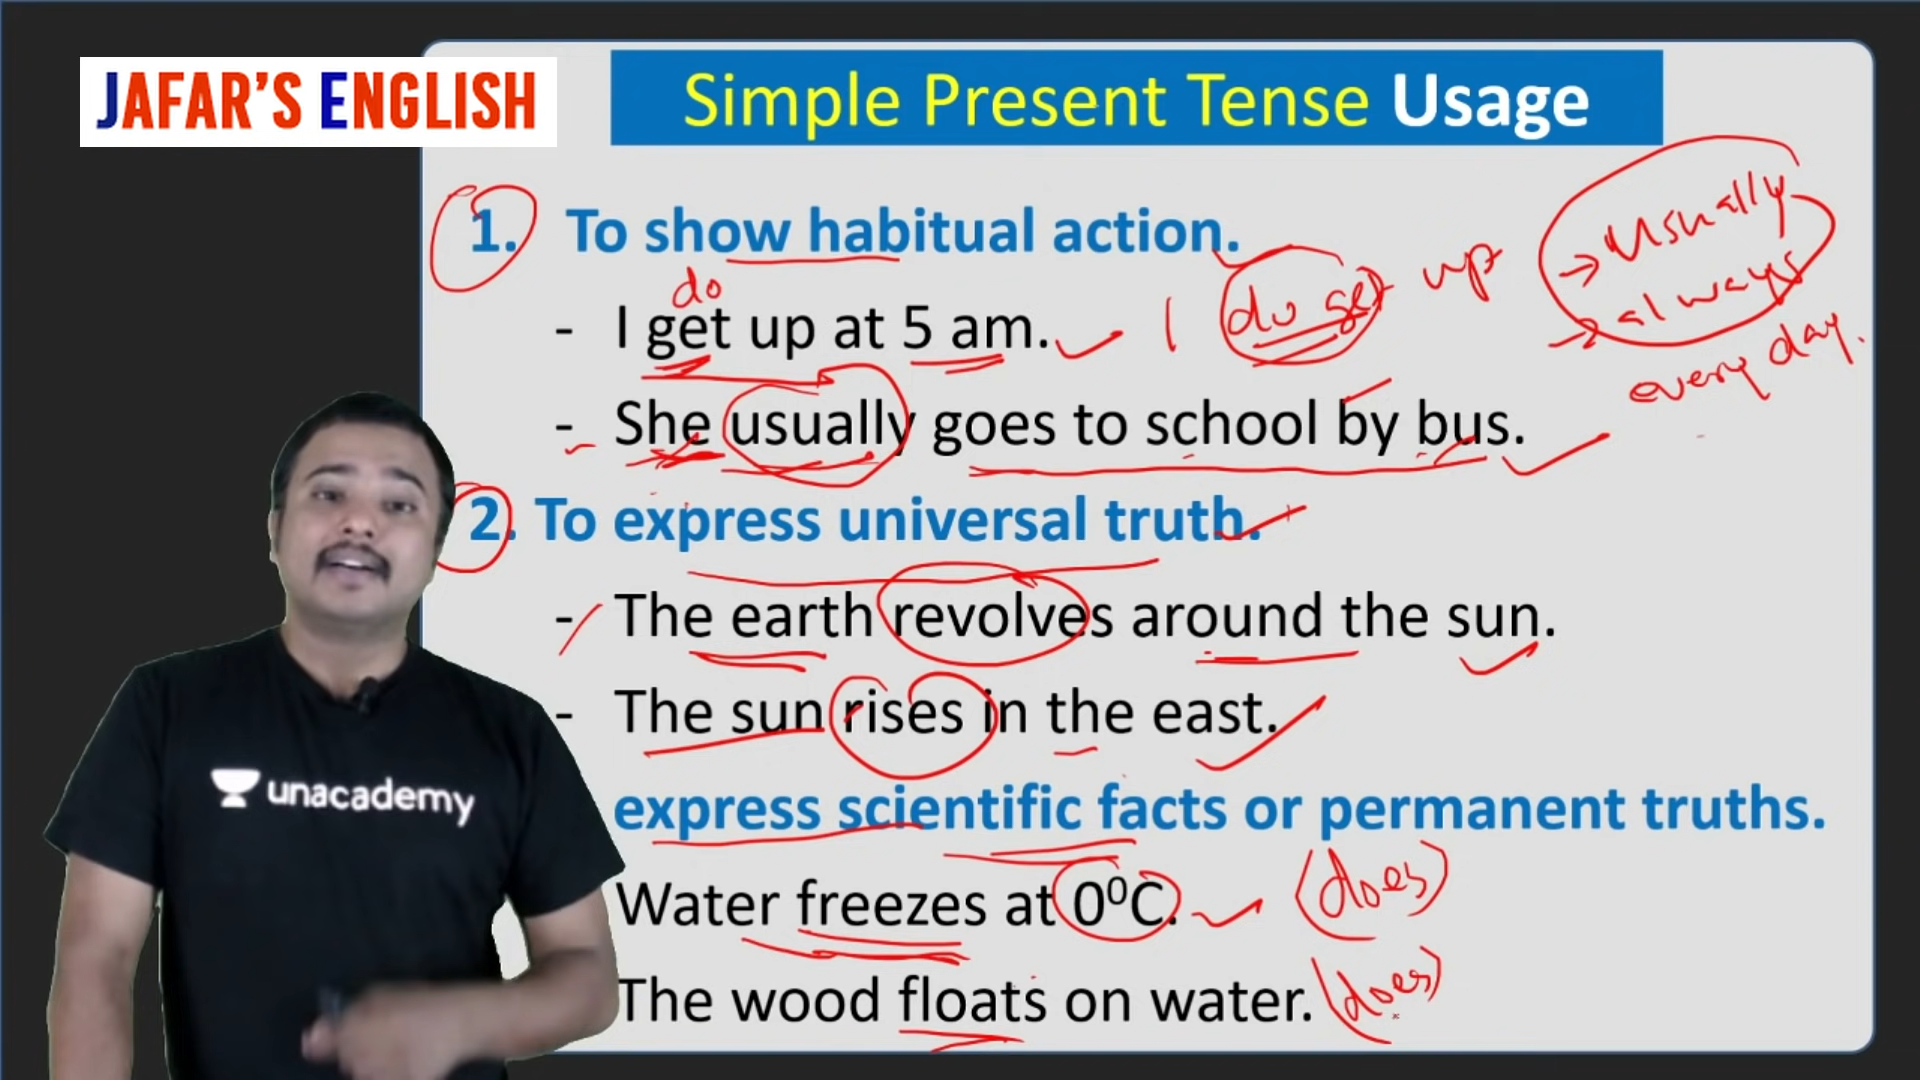 JAFAR'S ENGLISH
Simple Present Tense Usage
1. To show habitual action.
do
- I get up at 5 am.
I do get up
→ Usually
→ always
every day.
- She usually goes to school by bus.
2. To express universal truth.
- The earth revolves around the sun.
- The sun rises in the east.
express scientific facts or permanent truths.
Water freezes at 0⁰C.
(does)
The wood floats on water.
(does)
unacademy